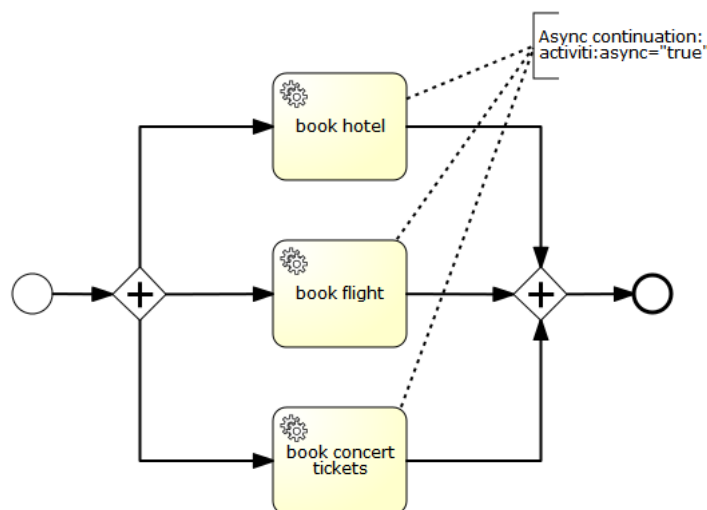 Async continuation:
activiti:async="true"
book hotel
book flight
book concert
tickets